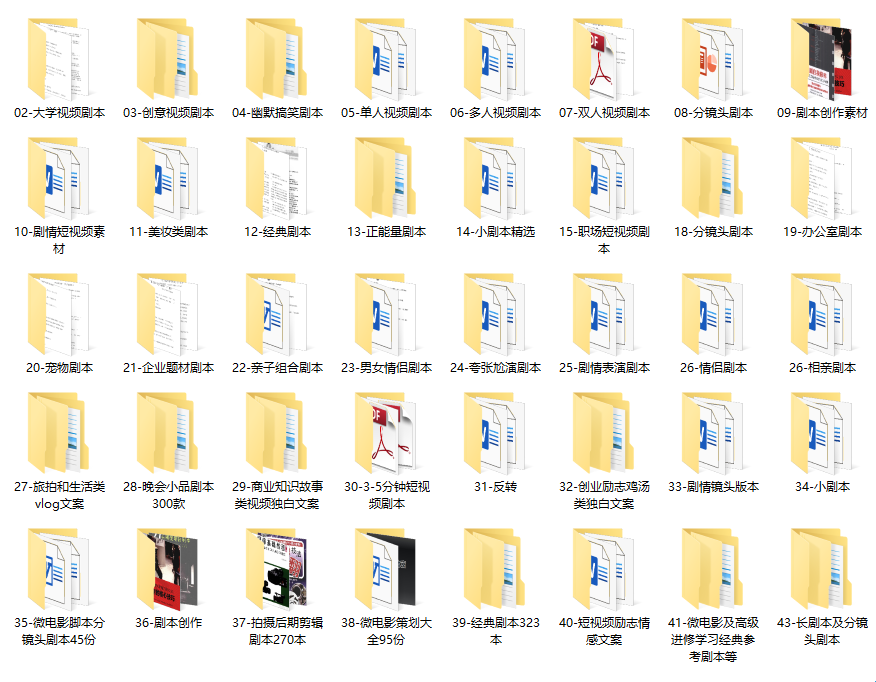 02-大学视频剧本
03-创意视频剧本
04-幽默搞笑剧本
05-单人视频剧本
06-多人视频剧本
07-双人视频剧本
08-分镜头剧本
09-剧本创作素材
10-剧情短视频素
材
11-美妆类剧本
12-经典剧本
13-正能量剧本
14-小剧本精选
15-职场短视频剧
本
18-分镜头剧本
19-办公室剧本
20-宠物剧本
21-企业题材剧本
22-亲子组合剧本
23-男女情侣剧本
24-夸张尬演剧本
25-剧情表演剧本
26-情侣剧本
26-相亲剧本
27-旅拍和生活类
vlog文案
28-晚会小品剧本
300款
29-商业知识故事
类视频独白文案
30-3-5分钟短视
频剧本
31-反转
32-创业励志鸡汤
类独白文案
33-剧情镜头版本
34-小剧本
35-微电影脚本分
镜头剧本45份
36-剧本创作
37-拍摄后期剪辑
剧本270本
38-微电影策划大
全95份
39-经典剧本323
本
40-短视频励志情
感文案
41-微电影及高级
进修学习经典参
考剧本等
43-长剧本及分镜
头剧本